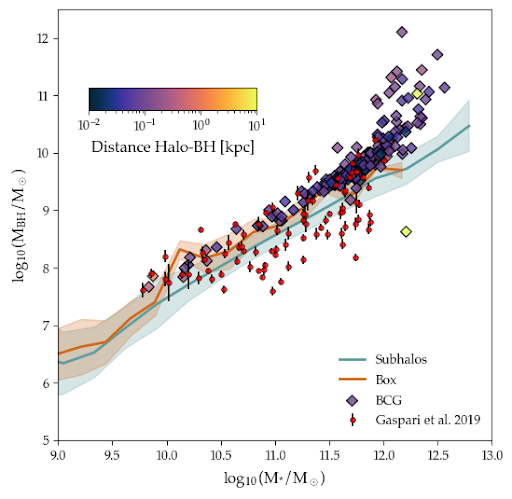 12
11
10
9
8
7
6
5
log₁₀(M_BH/M_⊙)
10⁻² 10⁻¹ 10⁰ 10¹
Distance Halo-BH [kpc]
Subhalos
Box
BCG
Gaspari et al. 2019
9.0 9.5 10.0 10.5 11.0 11.5 12.0 12.5 13.0
log₁₀(M_*/M_⊙)